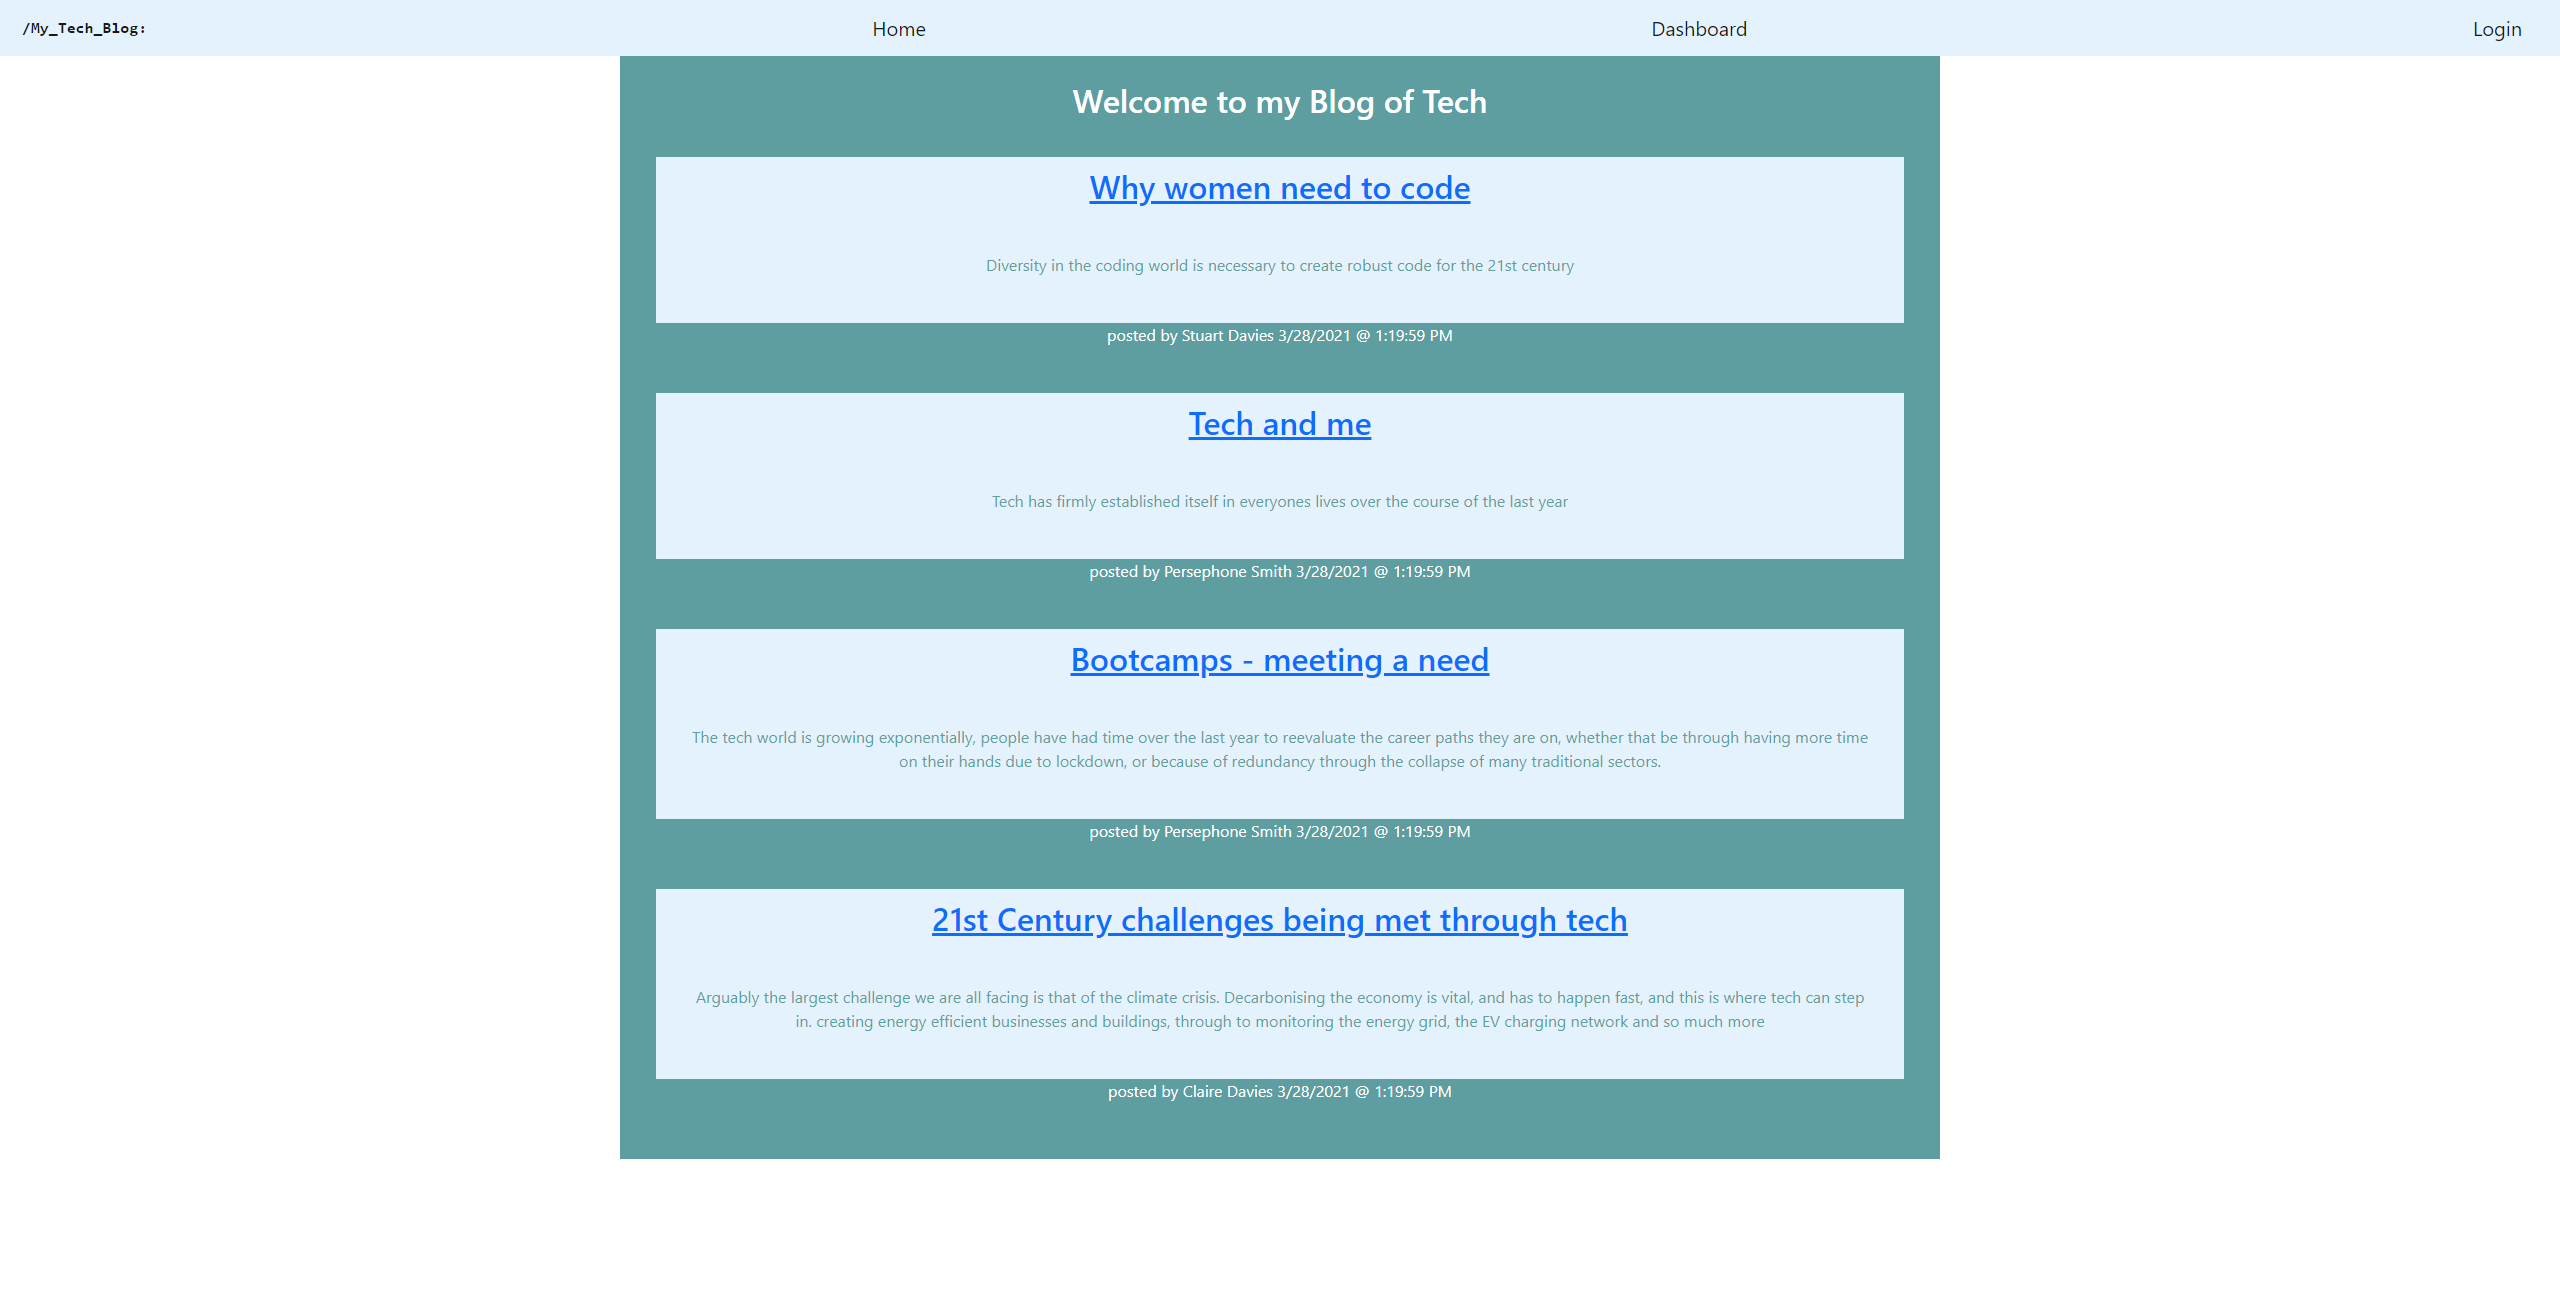 /My_Tech_Blog:
Home
Dashboard
Login
Welcome to my Blog of Tech
Why women need to code
Diversity in the coding world is necessary to create robust code for the 21st century
posted by Stuart Davies 3/28/2021 @ 1:19:59 PM
Tech and me
Tech has firmly established itself in everyones lives over the course of the last year
posted by Persephone Smith 3/28/2021 @ 1:19:59 PM
Bootcamps - meeting a need
The tech world is growing exponentially, people have had time over the last year to reevaluate the career paths they are on, whether that be through having more time
on their hands due to lockdown, or because of redundancy through the collapse of many traditional sectors.
posted by Persephone Smith 3/28/2021 @ 1:19:59 PM
21st Century challenges being met through tech
Arguably the largest challenge we are all facing is that of the climate crisis. Decarbonising the economy is vital, and has to happen fast, and this is where tech can step
in. creating energy efficient businesses and buildings, through to monitoring the energy grid, the EV charging network and so much more
posted by Claire Davies 3/28/2021 @ 1:19:59 PM